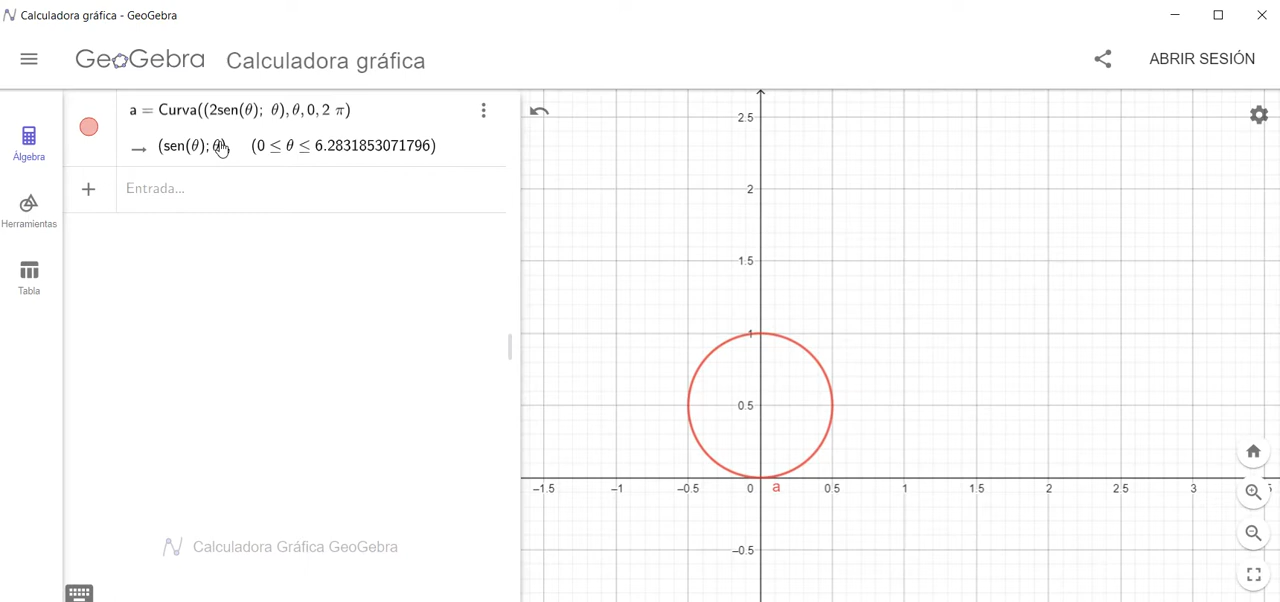 Calculadora gráfica - GeoGebra
GeoGebra Calculadora gráfica
ABRIR SESIÓN
a = Curva((2sen(θ); θ), θ, 0, 2 π)
→ (sen(θ); θ) (0 ≤ θ ≤ 6.2831853071796)
Álgebra
+ Entrada...
Herramientas
Tabla
Calculadora Gráfica GeoGebra
2.5
2
1.5
1
0.5
−1.5 −1 −0.5 0 0.5 1 1.5 2 2.5 3
a
−0.5